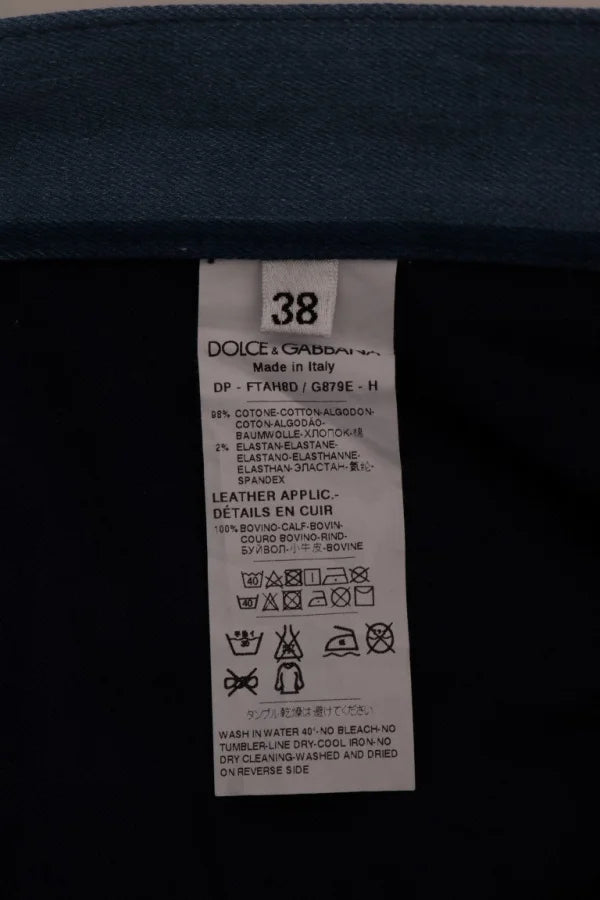 38
DOLCE & GABBANA
Made in Italy
DP - FTAH8D / G879E - H
98% COTONE-COTTON-ALGODON-
COTON-ALGODÃO-
BAUMWOLLE-ХЛОПОК-棉
2% ELASTAN-ELASTANE-
ELASTANO-ELASTHANNE-
ELASTHAN-ЭЛАСТАН-氨纶-
SPANDEX
LEATHER APPLIC.-
DÉTAILS EN CUIR
100% BOVINO-CALF-BOVIN-
COURO BOVINO-RIND-
БУЙВОЛ-小牛皮-BOVINE
40
40
タンブル乾燥は避けてください
WASH IN WATER 40°-NO BLEACH-NO
TUMBLER-LINE DRY-COOL IRON-NO
DRY CLEANING-WASHED AND DRIED
ON REVERSE SIDE